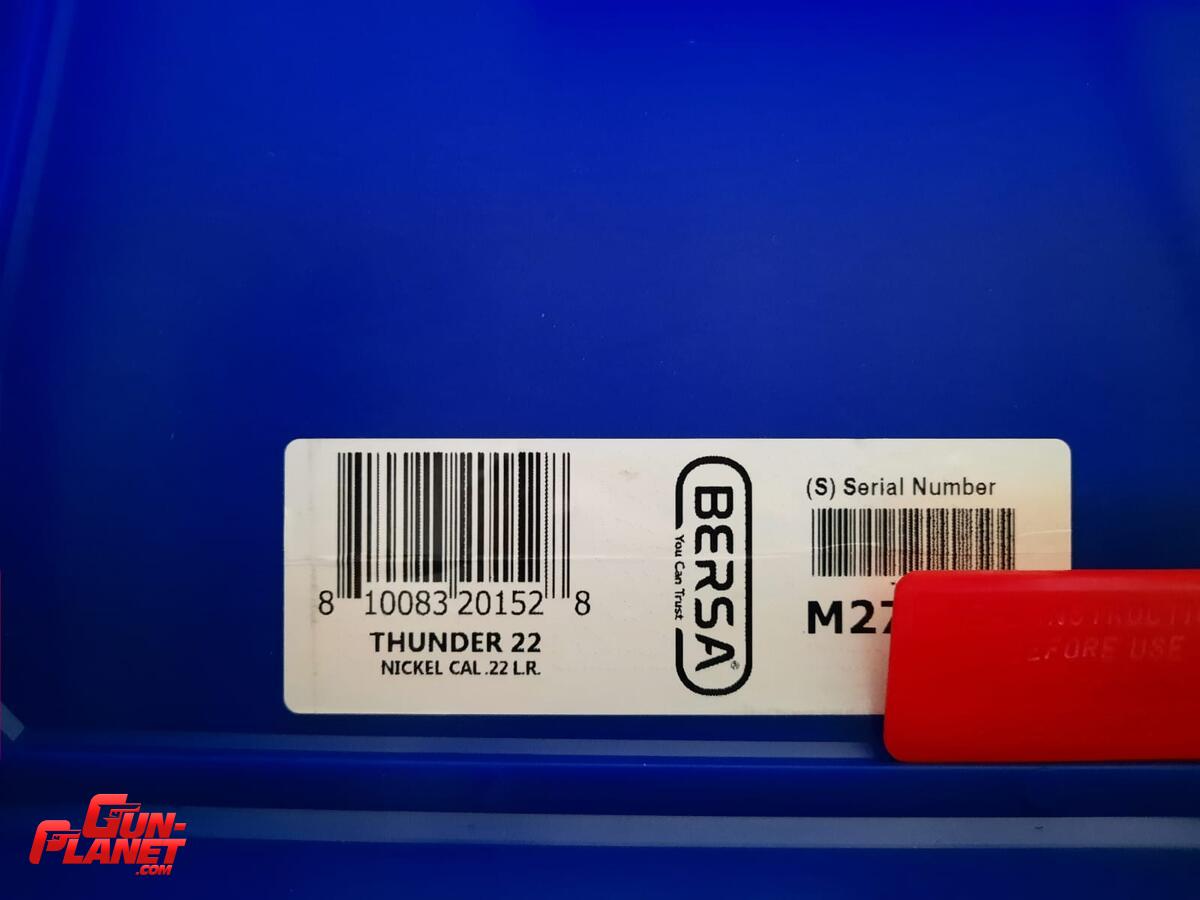 8 10083 20152 8
THUNDER 22
NICKEL CAL .22 L.R.
BERSA®
You Can Trust
(S) Serial Number
INSTRUCTI
EFORE USE
GUN-
PLANET
.COM